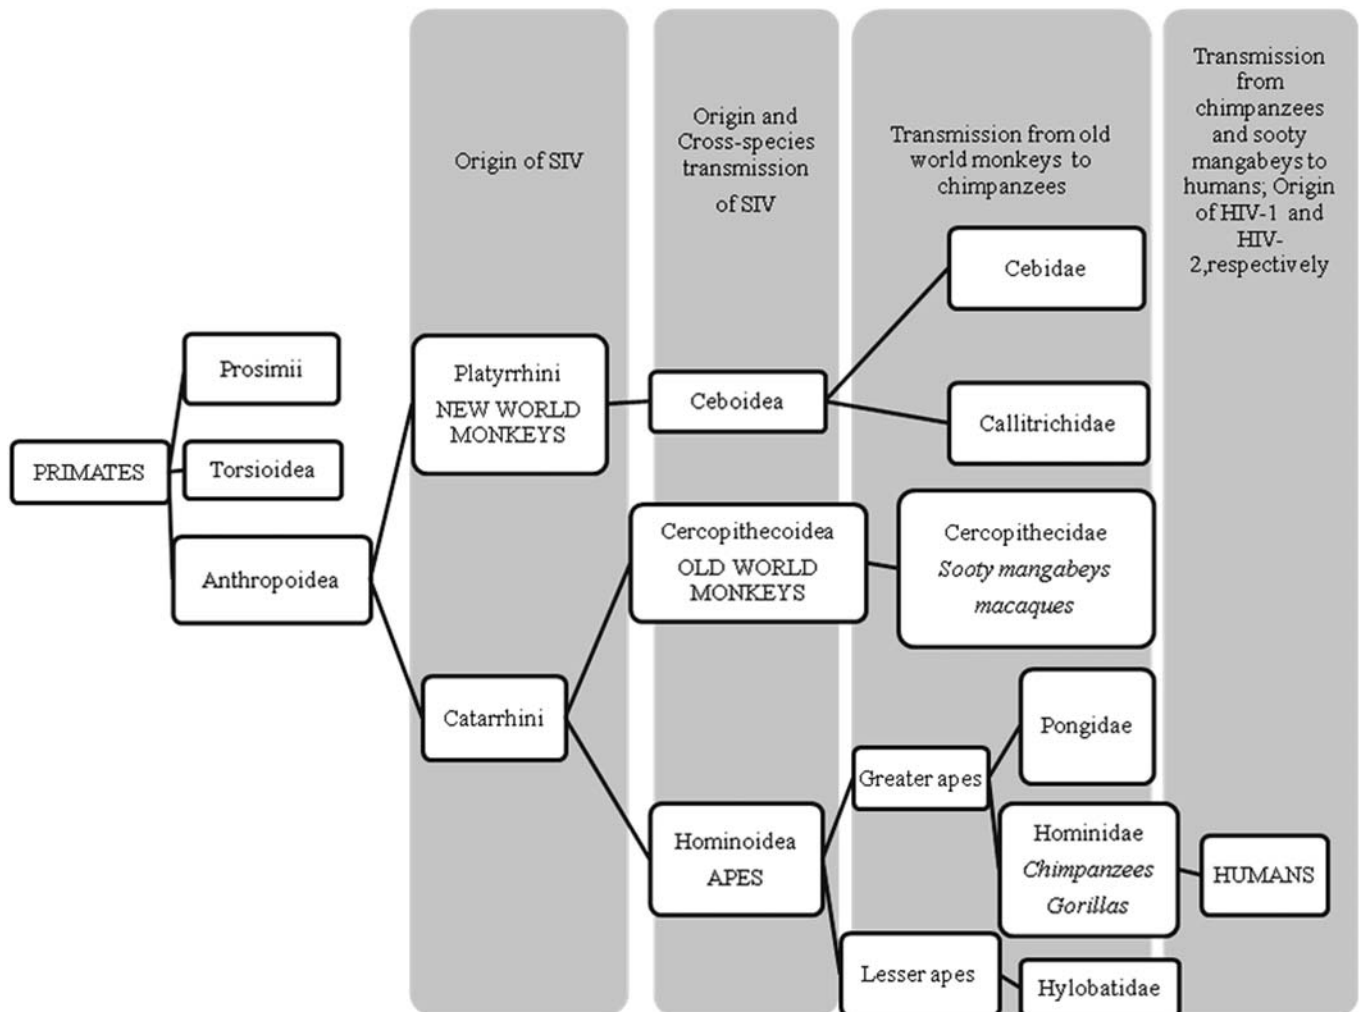 Origin of SIV
Origin and
Cross-species
transmission
of SIV
Transmission from old
world monkeys to
chimpanzees
Transmission
from
chimpanzees
and sooty
mangabeys to
humans; Origin
of HIV-1 and
HIV-
2,respectively
PRIMATES
Prosimii
Torsioidea
Anthropoidea
Platyrrhini
NEW WORLD
MONKEYS
Catarrhini
Ceboidea
Cercopithecoidea
OLD WORLD
MONKEYS
Hominoidea
APES
Cebidae
Callitrichidae
Cercopithecidae
Sooty mangabeys
macaques
Greater apes
Lesser apes
Pongidae
Hominidae
Chimpanzees
Gorillas
Hylobatidae
HUMANS